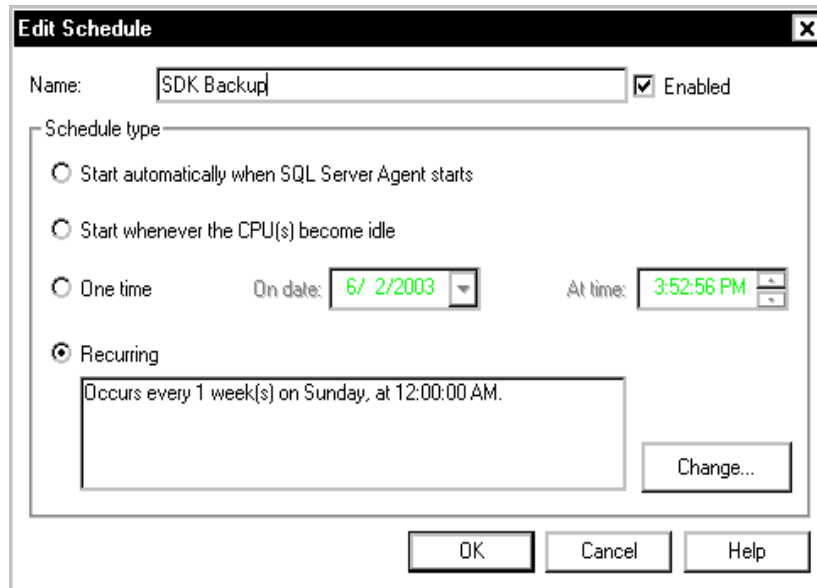 Edit Schedule
Name: SDK Backup Enabled
Schedule type
Start automatically when SQL Server Agent starts
Start whenever the CPU(s) become idle
One time On date: 6/ 2/2003 At time: 3:52:56 PM
Recurring
Occurs every 1 week(s) on Sunday, at 12:00:00 AM.
Change...
OK Cancel Help